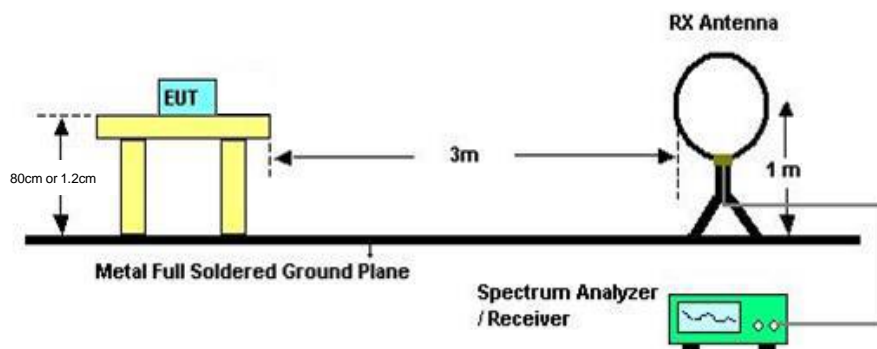 RX Antenna
EUT
80cm or 1.2cm
3m
1 m
Metal Full Soldered Ground Plane
Spectrum Analyzer
/ Receiver